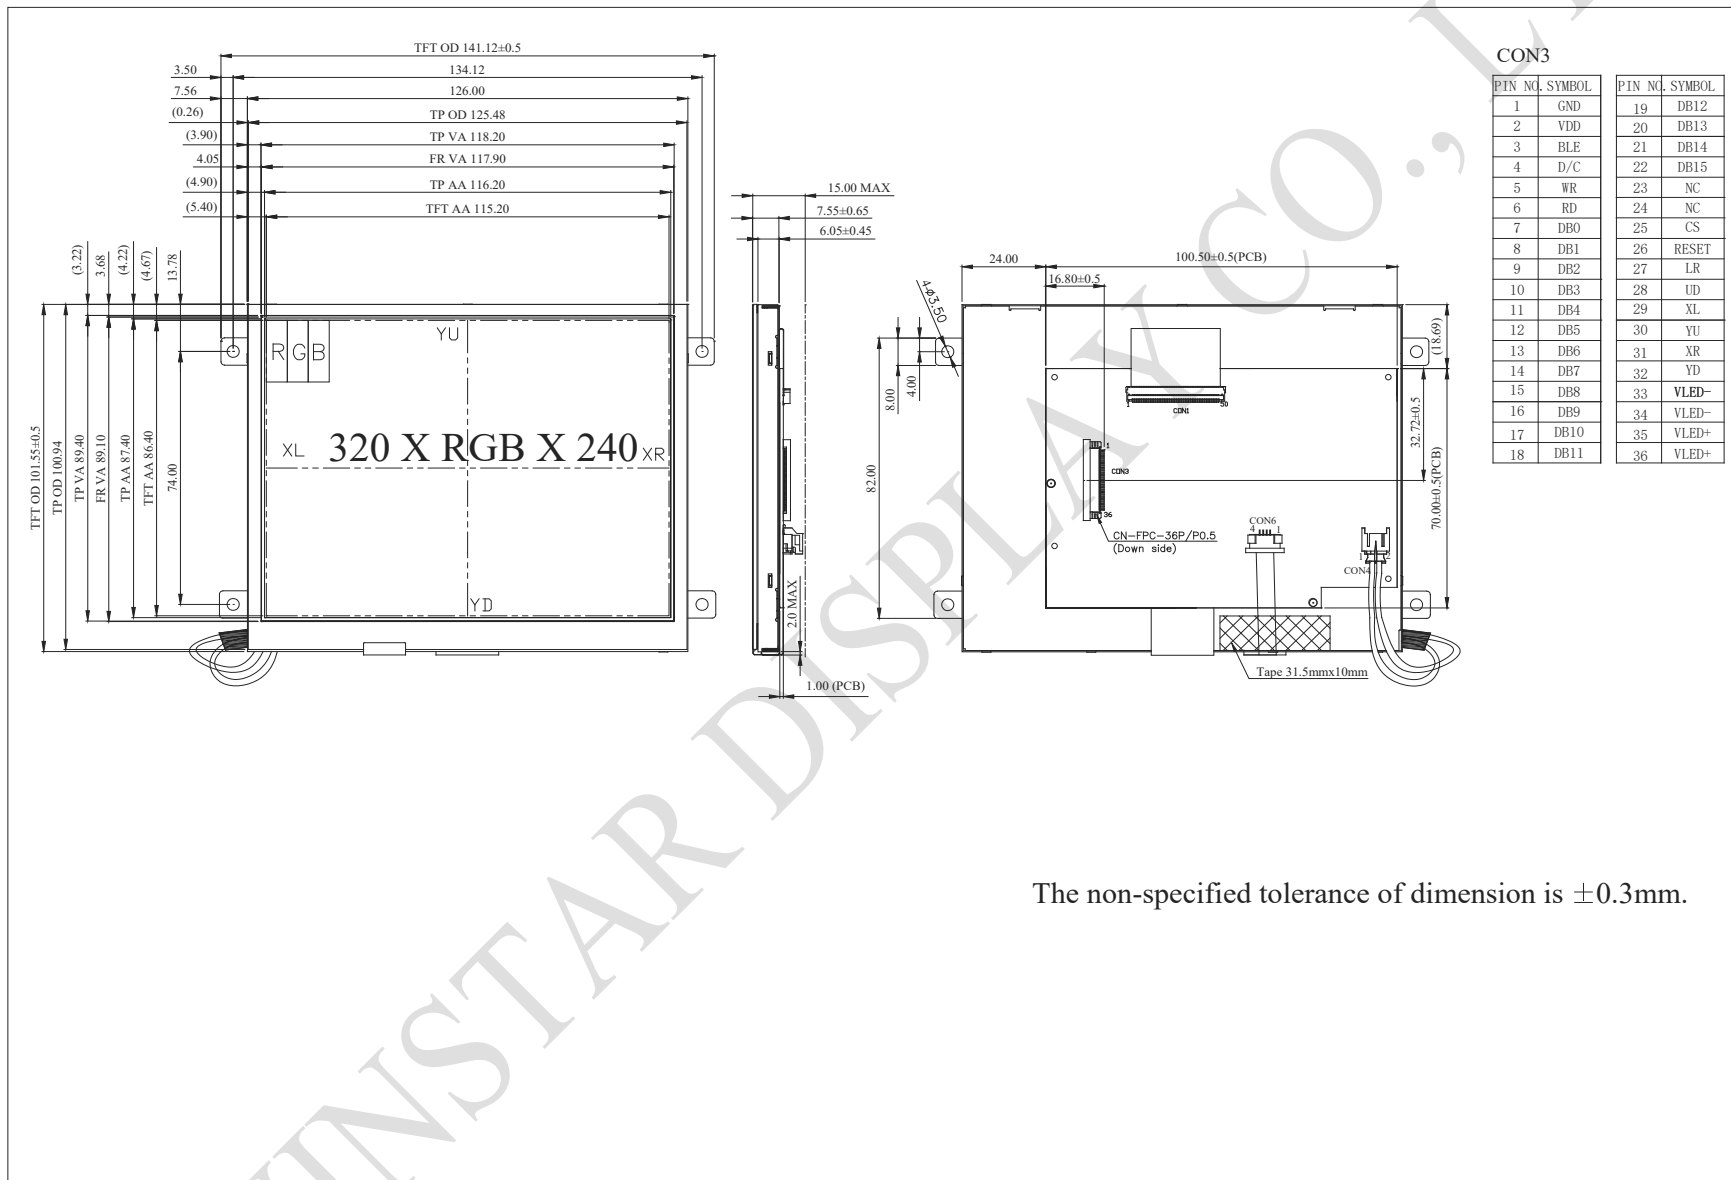 TFT OD 141.12±0.5
3.50
134.12
7.56
126.00
(0.26)
TP OD 125.48
(3.90)
TP VA 118.20
4.05
FR VA 117.90
(4.90)
TP AA 116.20
(5.40)
TFT AA 115.20
(3.22)
3.68
(4.22)
(4.67)
13.78
TFT OD 101.55±0.5
TP OD 100.94
TP VA 89.40
FR VA 89.10
TP AA 87.40
TFT AA 86.40
74.00
R G B
YU
XL
320 X RGB X 240
XR
YD
15.00 MAX
7.55±0.65
6.05±0.45
2.0 MAX
1.00 (PCB)
24.00
100.50±0.5(PCB)
16.80±0.5
4-ø3.50
8.00
4.00
82.00
(18.69)
32.72±0.5
70.00±0.5(PCB)
1 50
CON1
1
CON3
36
CN-FPC-36P/P0.5
(Down side)
CON6
4 1
1 2
CON4
Tape 31.5mmx10mm
CON3
PIN NO. SYMBOL PIN NO. SYMBOL
1 GND 19 DB12
2 VDD 20 DB13
3 BLE 21 DB14
4 D/C 22 DB15
5 WR 23 NC
6 RD 24 NC
7 DB0 25 CS
8 DB1 26 RESET
9 DB2 27 LR
10 DB3 28 UD
11 DB4 29 XL
12 DB5 30 YU
13 DB6 31 XR
14 DB7 32 YD
15 DB8 33 VLED-
16 DB9 34 VLED-
17 DB10 35 VLED+
18 DB11 36 VLED+
The non-specified tolerance of dimension is ±0.3mm.
DISPLAY CO.,